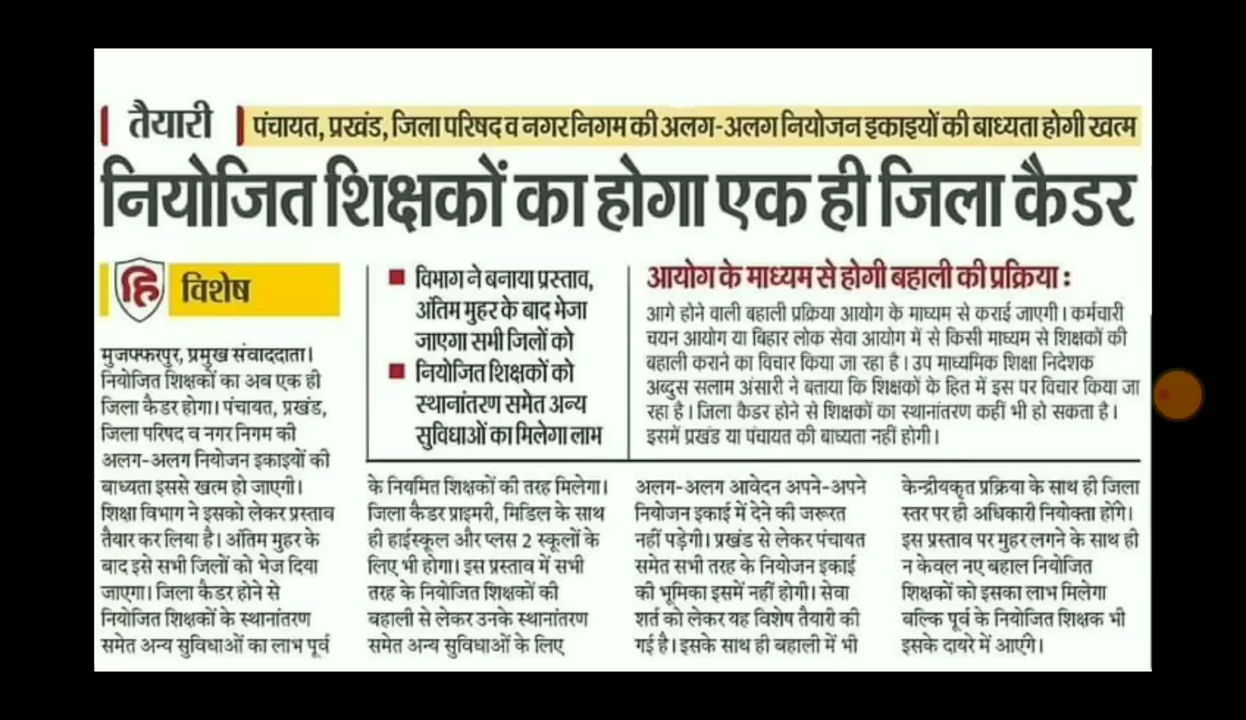 तैयारी
पंचायत, प्रखंड, जिला परिषद व नगर निगम की अलग-अलग नियोजन इकाइयों की बाध्यता होगी खत्म
नियोजित शिक्षकों का होगा एक ही जिला कैडर
हि विशेष
मुजफ्फरपुर, प्रमुख संवाददाता।
नियोजित शिक्षकों का अब एक ही
जिला कैडर होगा। पंचायत, प्रखंड,
जिला परिषद व नगर निगम की
अलग-अलग नियोजन इकाइयों की
बाध्यता इससे खत्म हो जाएगी।
शिक्षा विभाग ने इसको लेकर प्रस्ताव
तैयार कर लिया है। अंतिम मुहर के
बाद इसे सभी जिलों को भेज दिया
जाएगा। जिला कैडर होने से
नियोजित शिक्षकों के स्थानांतरण
समेत अन्य सुविधाओं का लाभ पूर्व
विभाग ने बनाया प्रस्ताव,
अंतिम मुहर के बाद भेजा
जाएगा सभी जिलों को
नियोजित शिक्षकों को
स्थानांतरण समेत अन्य
सुविधाओं का मिलेगा लाभ
के नियमित शिक्षकों की तरह मिलेगा।
जिला कैडर प्राइमरी, मिडिल के साथ
ही हाईस्कूल और प्लस 2 स्कूलों के
लिए भी होगा। इस प्रस्ताव में सभी
तरह के नियोजित शिक्षकों की
बहाली से लेकर उनके स्थानांतरण
समेत अन्य सुविधाओं के लिए
आयोग के माध्यम से होगी बहाली की प्रक्रिया :
आगे होने वाली बहाली प्रक्रिया आयोग के माध्यम से कराई जाएगी। कर्मचारी
चयन आयोग या बिहार लोक सेवा आयोग में से किसी माध्यम से शिक्षकों की
बहाली कराने का विचार किया जा रहा है। उप माध्यमिक शिक्षा निदेशक
अब्दुस सलाम अंसारी ने बताया कि शिक्षकों के हित में इस पर विचार किया जा
रहा है। जिला कैडर होने से शिक्षकों का स्थानांतरण कहीं भी हो सकता है।
इसमें प्रखंड या पंचायत की बाध्यता नहीं होगी।
अलग-अलग आवेदन अपने-अपने
नियोजन इकाई में देने की जरूरत
नहीं पड़ेगी। प्रखंड से लेकर पंचायत
समेत सभी तरह के नियोजन इकाई
की भूमिका इसमें नहीं होगी। सेवा
शर्त को लेकर यह विशेष तैयारी की
गई है। इसके साथ ही बहाली में भी
केन्द्रीयकृत प्रक्रिया के साथ ही जिला
स्तर पर ही अधिकारी नियोक्ता होंगे।
इस प्रस्ताव पर मुहर लगने के साथ ही
न केवल नए बहाल नियोजित
शिक्षकों को इसका लाभ मिलेगा
बल्कि पूर्व के नियोजित शिक्षक भी
इसके दायरे में आएंगे।